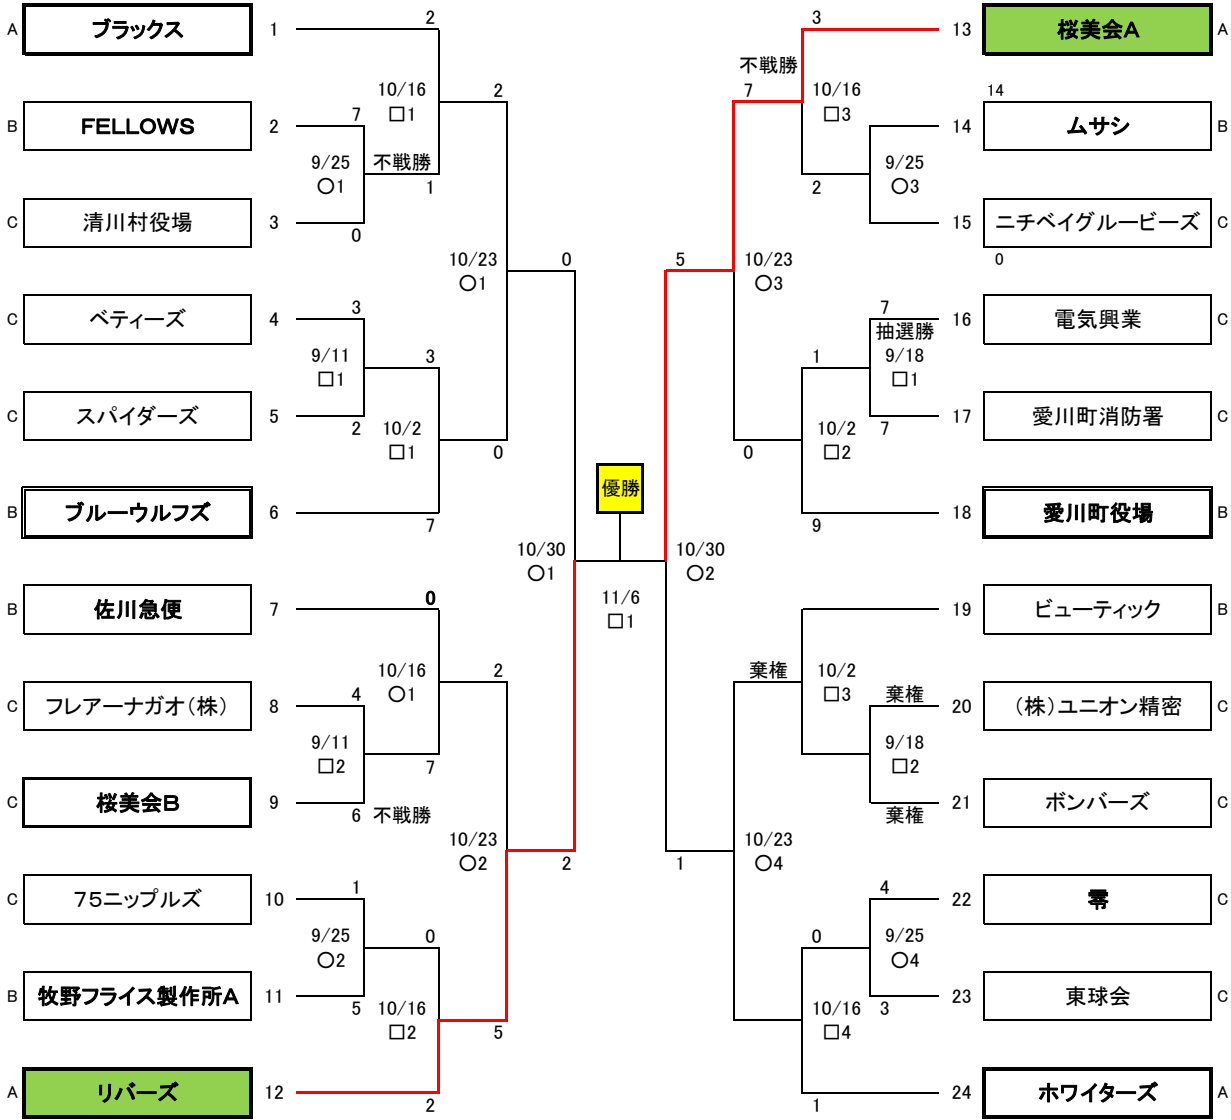 A ブラックス 1 2
10/16
□1
2
B FELLOWS 2 7
9/25
○1
不戦勝
1
C 清川村役場 3 0
10/23
○1
0
C ベティーズ 4 3
9/11
□1
3
C スパイダーズ 5 2
10/2
□1
0
B ブルーウルフズ 6 7
10/30
○1
B 佐川急便 7 0
10/16
○1
2
C フレアーナガオ(株) 8 4
9/11
□2
7
C 桜美会B 9 6 不戦勝
10/23
○2
2
C 75ニップルズ 10 1
9/25
○2
0
B 牧野フライス製作所A 11 5
10/16
□2
5
A リバーズ 12 2
優勝
11/6
□1
3 13 桜美会A A
不戦勝
7
10/16
□3
14
14 ムサシ B
9/25
○3
2
15 ニチベイグルービーズ C
0
5
10/23
○3
7 16 電気興業 C
抽選勝
1
9/18
□1
7 17 愛川町消防署 C
10/2
□2
0
9 18 愛川町役場 B
10/30
○2
19 ビューティック B
棄権
10/2
□3
棄権 20 (株)ユニオン精密 C
9/18
□2
棄権 21 ボンバーズ C
10/23
○4
1
4 22 零 C
0
9/25
○4
3 23 東球会 C
10/16
□4
1 24 ホワイターズ A